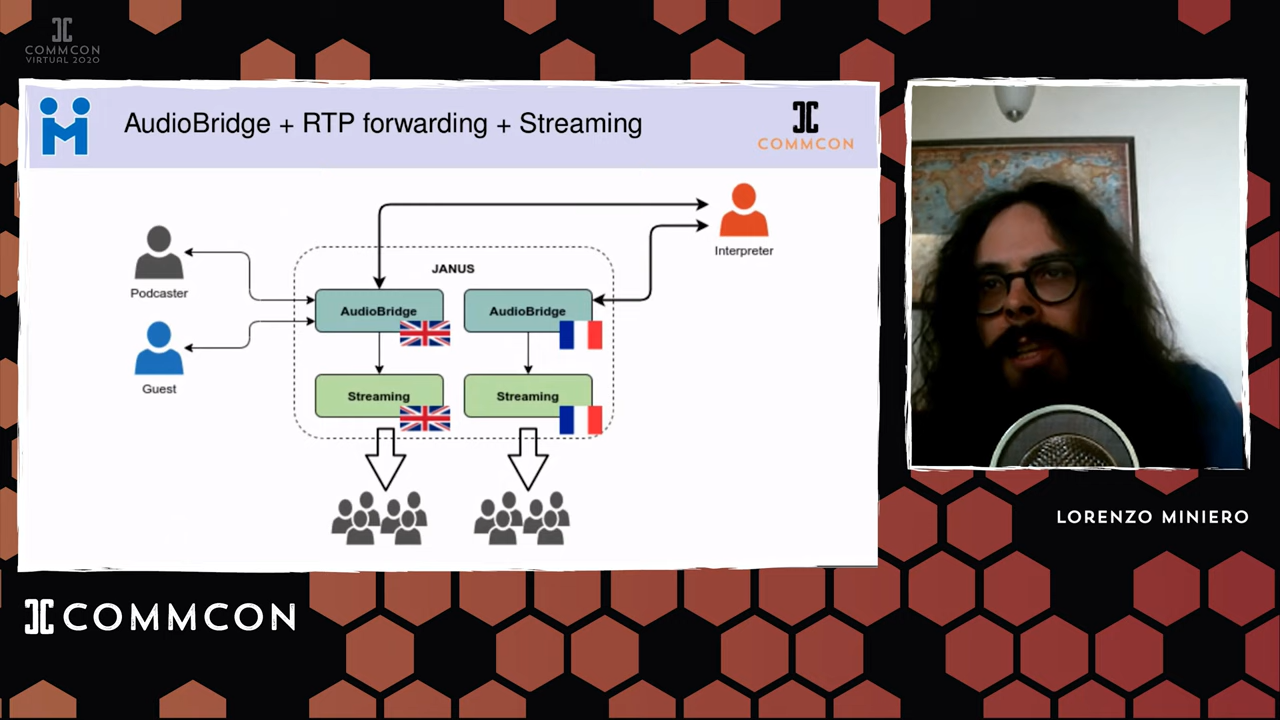 COMMCON
VIRTUAL 2020
AudioBridge + RTP forwarding + Streaming
COMMCON
Podcaster
Guest
JANUS
AudioBridge
AudioBridge
Streaming
Streaming
Interpreter
LORENZO MINIERO
COMMCON